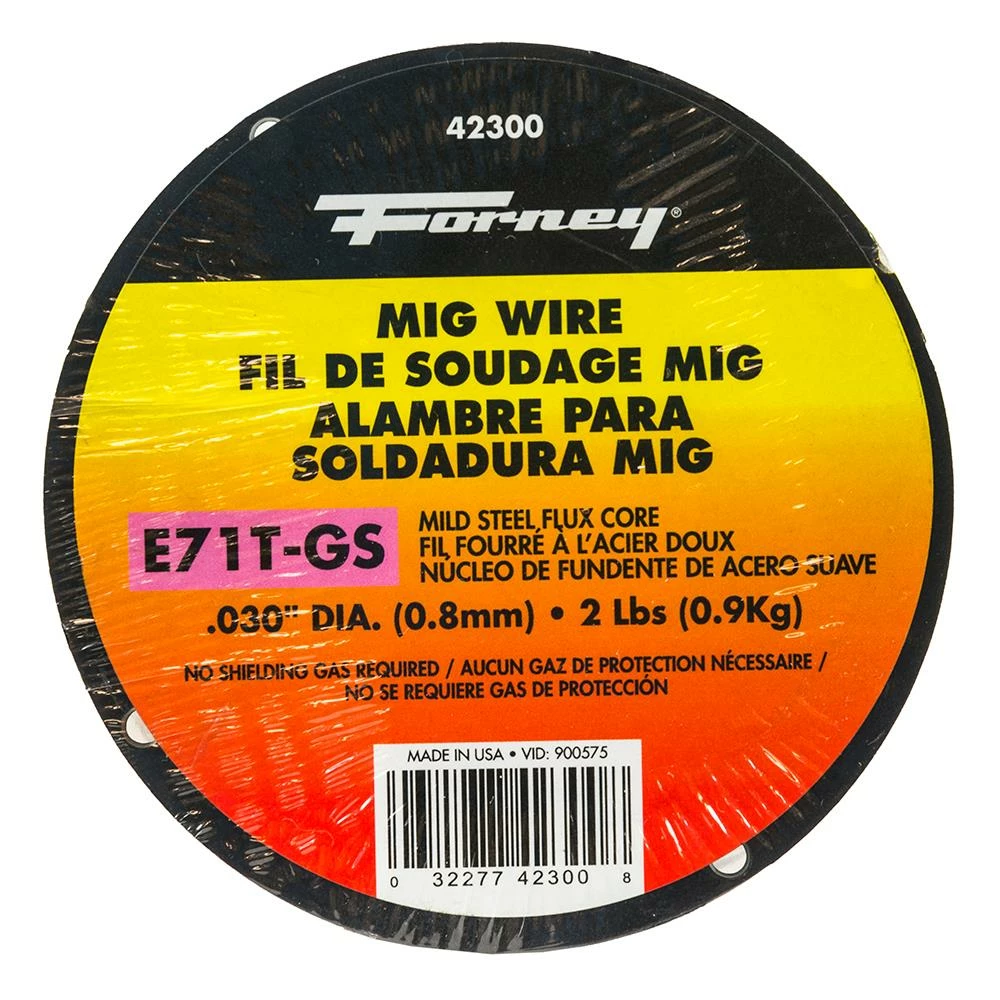 42300
Forney®
MIG WIRE
FIL DE SOUDAGE MIG
ALAMBRE PARA
SOLDADURA MIG
E71T-GS
MILD STEEL FLUX CORE
FIL FOURRÉ À L'ACIER DOUX
NÚCLEO DE FUNDENTE DE ACERO SUAVE
.030" DIA. (0.8mm) • 2 Lbs (0.9Kg)
NO SHIELDING GAS REQUIRED / AUCUN GAZ DE PROTECTION NÉCESSAIRE /
NO SE REQUIERE GAS DE PROTECCIÓN
MADE IN USA • VID: 900575
0 32277 42300 8